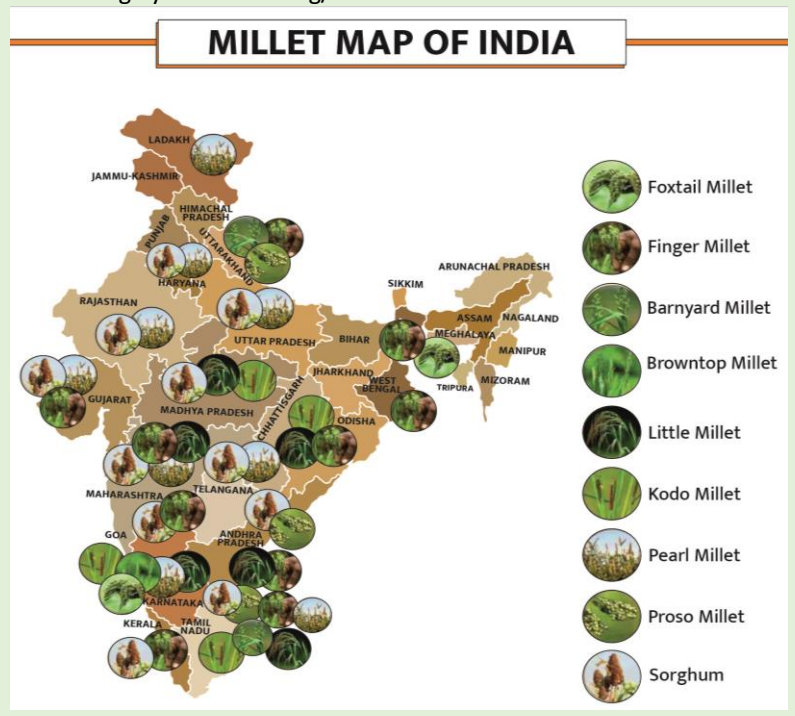 MILLET MAP OF INDIA
LADAKH
JAMMU-KASHMIR
HIMACHAL
PRADESH
PUNJAB
UTTARAKHAND
HARYANA
RAJASTHAN
UTTAR PRADESH
BIHAR
SIKKIM
ARUNACHAL PRADESH
ASSAM
NAGALAND
MEGHALAYA
MANIPUR
TRIPURA
MIZORAM
JHARKHAND
WEST
BENGAL
GUJARAT
MADHYA PRADESH
CHHATTISGARH
ODISHA
MAHARASHTRA
TELANGANA
GOA
ANDHRA
PRADESH
KARNATAKA
KERALA
TAMIL
NADU
Foxtail Millet
Finger Millet
Barnyard Millet
Browntop Millet
Little Millet
Kodo Millet
Pearl Millet
Proso Millet
Sorghum